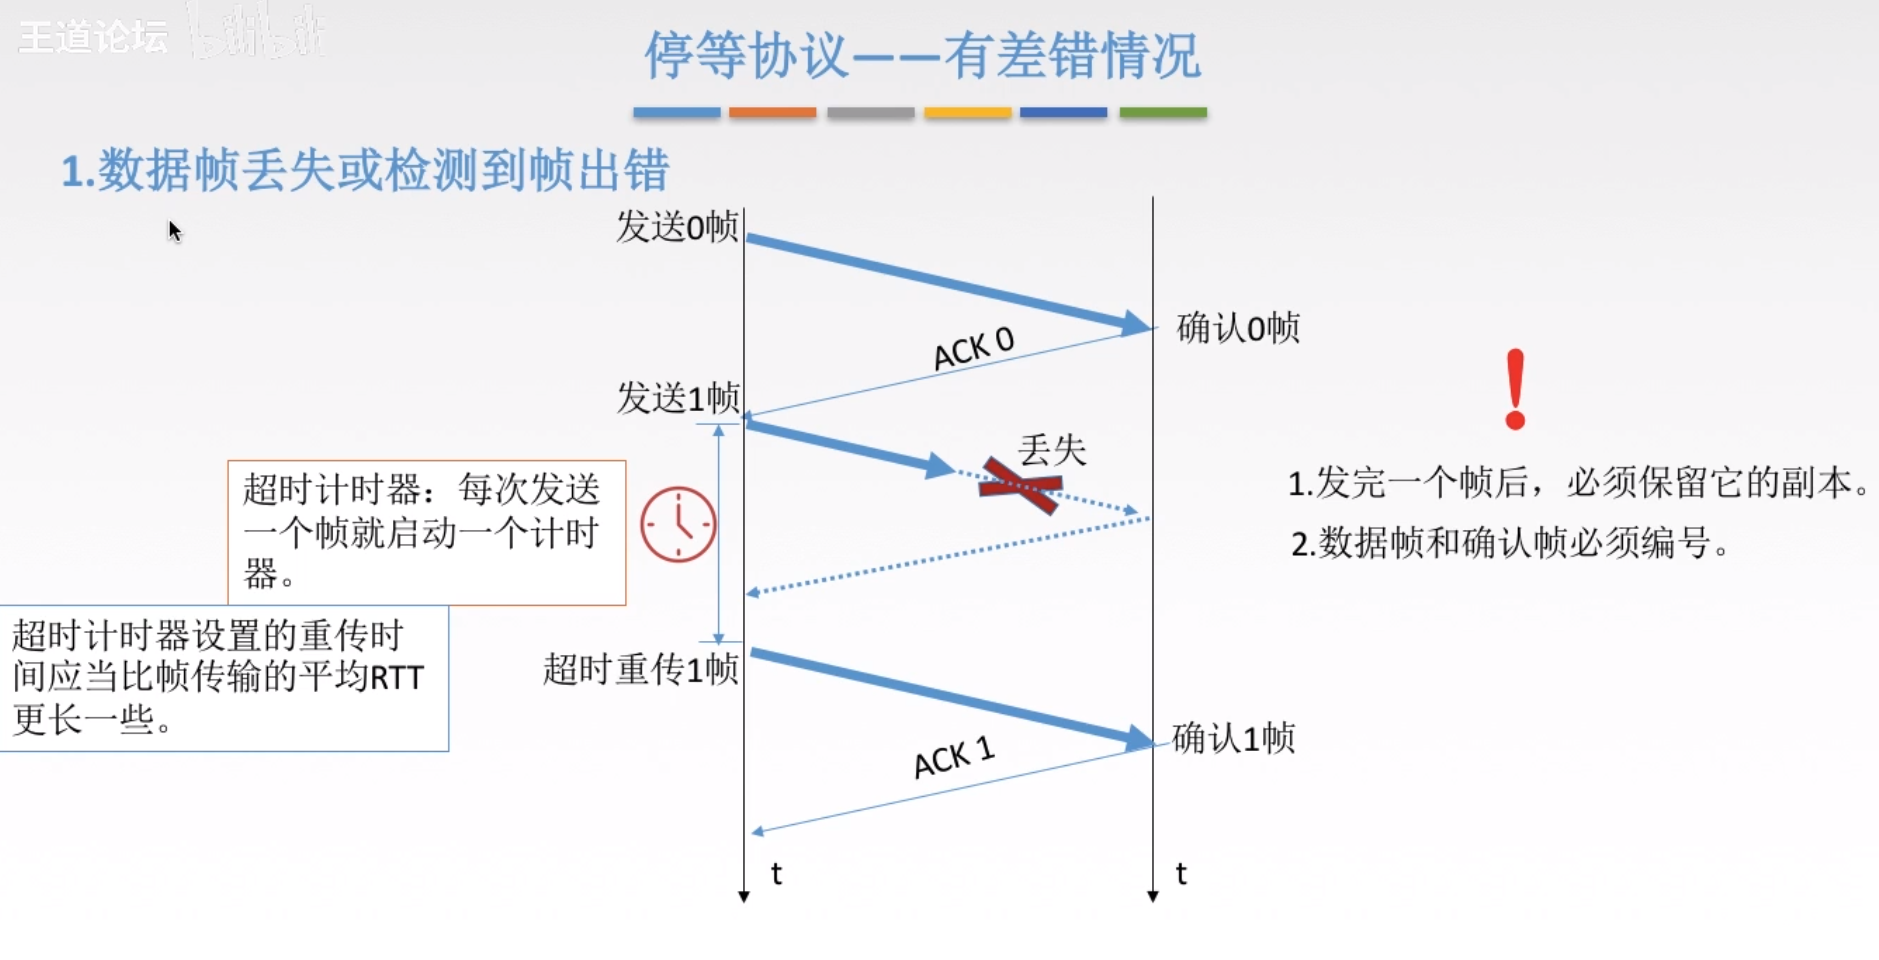 王道论坛 bilibili
停等协议——有差错情况
1.数据帧丢失或检测到帧出错
发送0帧
确认0帧
ACK 0
发送1帧
丢失
超时计时器：每次发送
一个帧就启动一个计时
器。
1.发完一个帧后，必须保留它的副本。
2.数据帧和确认帧必须编号。
超时计时器设置的重传时
间应当比帧传输的平均RTT
更长一些。
超时重传1帧
确认1帧
ACK 1
t
t